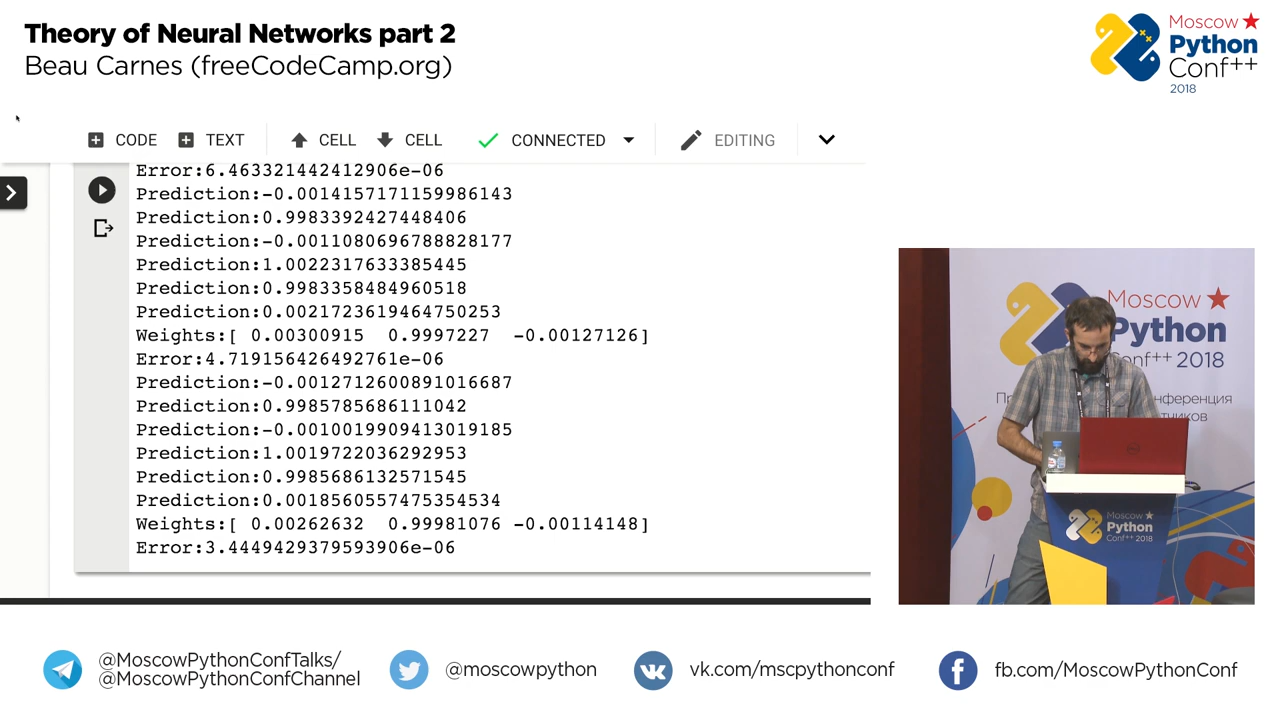 Theory of Neural Networks part 2
Beau Carnes (freeCodeCamp.org)
Moscow
Python
Conf++
2018
CODE TEXT CELL CELL CONNECTED EDITING
Error:6.463321442412906e-06
Prediction:-0.0014157171159986143
Prediction:0.99833924274484​06
Prediction:-0.0011080696788828177
Prediction:1.0022317633385445
Prediction:0.9983358484960518
Prediction:0.0021723619464750253
Weights:[ 0.00300915 0.9997227 -0.00127126]
Error:4.719156426492761e-06
Prediction:-0.0012712600891016687
Prediction:0.9985785686111042
Prediction:-0.0010019909413019185
Prediction:1.0019722036292953
Prediction:0.9985686132571545
Prediction:0.0018560557475354534
Weights:[ 0.00262632 0.99981076 -0.00114148]
Error:3.4449429379593906e-06
Moscow
Python
onf++ 2018
нференция
тчиков
Moscow
Python
Conf++ 2018
@MoscowPythonConfTalks/
@MoscowPythonConfChannel
@moscowpython
vk.com/mscpythonconf
fb.com/MoscowPythonConf